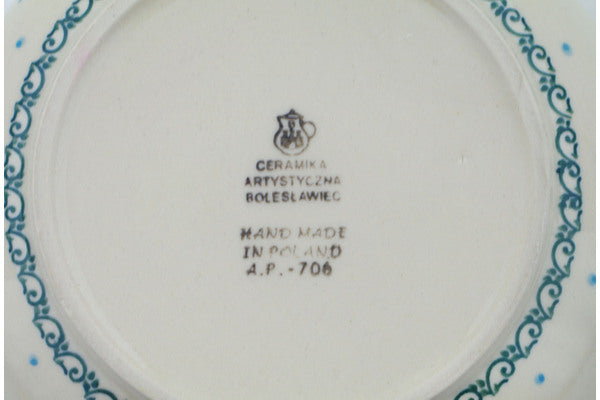 CERAMIKA
ARTYSTYCZNA
BOLESŁAWIEC
HAND MADE
IN POLAND
A.P.-706